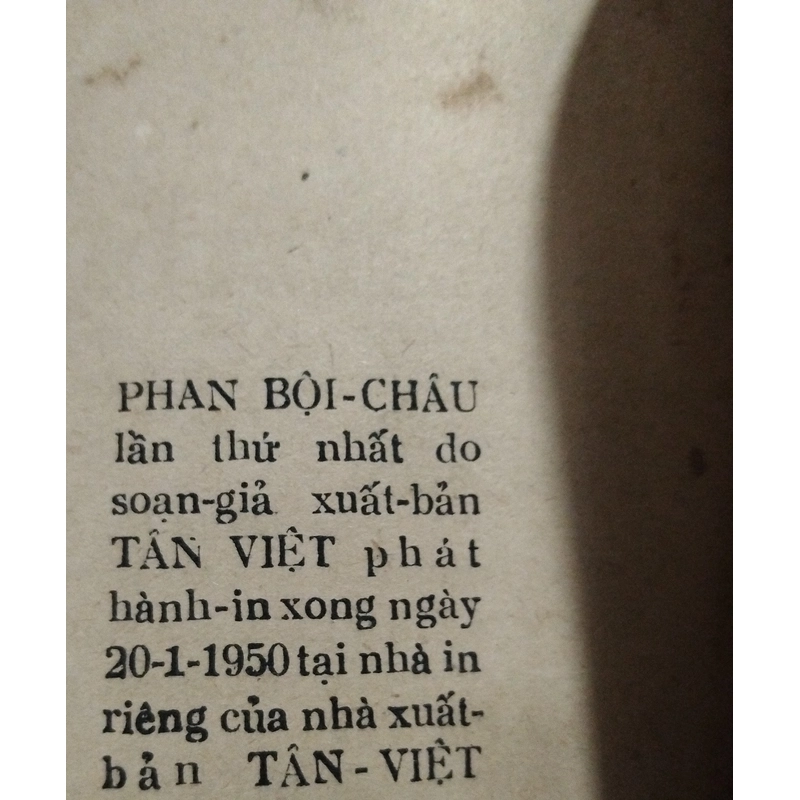 PHAN BỘI-CHÂU
lần thứ nhất do
soạn-giả xuất-bản
TÂN VIỆT phát
hành-in xong ngày
20-1-1950 tại nhà in
riêng của nhà xuất-
bản TÂN-VIỆT